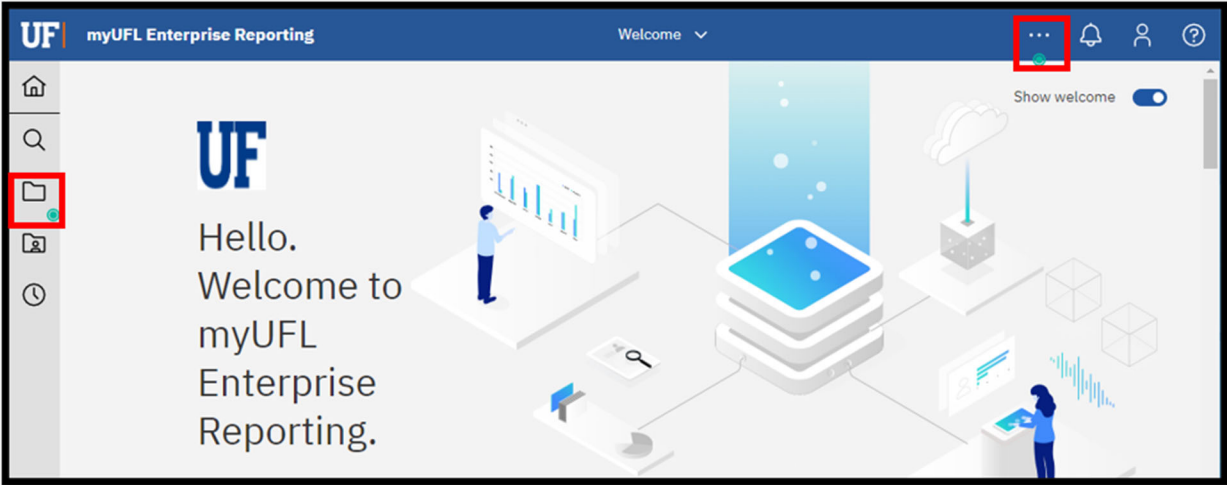 UF myUFL Enterprise Reporting Welcome
Show welcome
UF
Hello.
Welcome to
myUFL
Enterprise
Reporting.